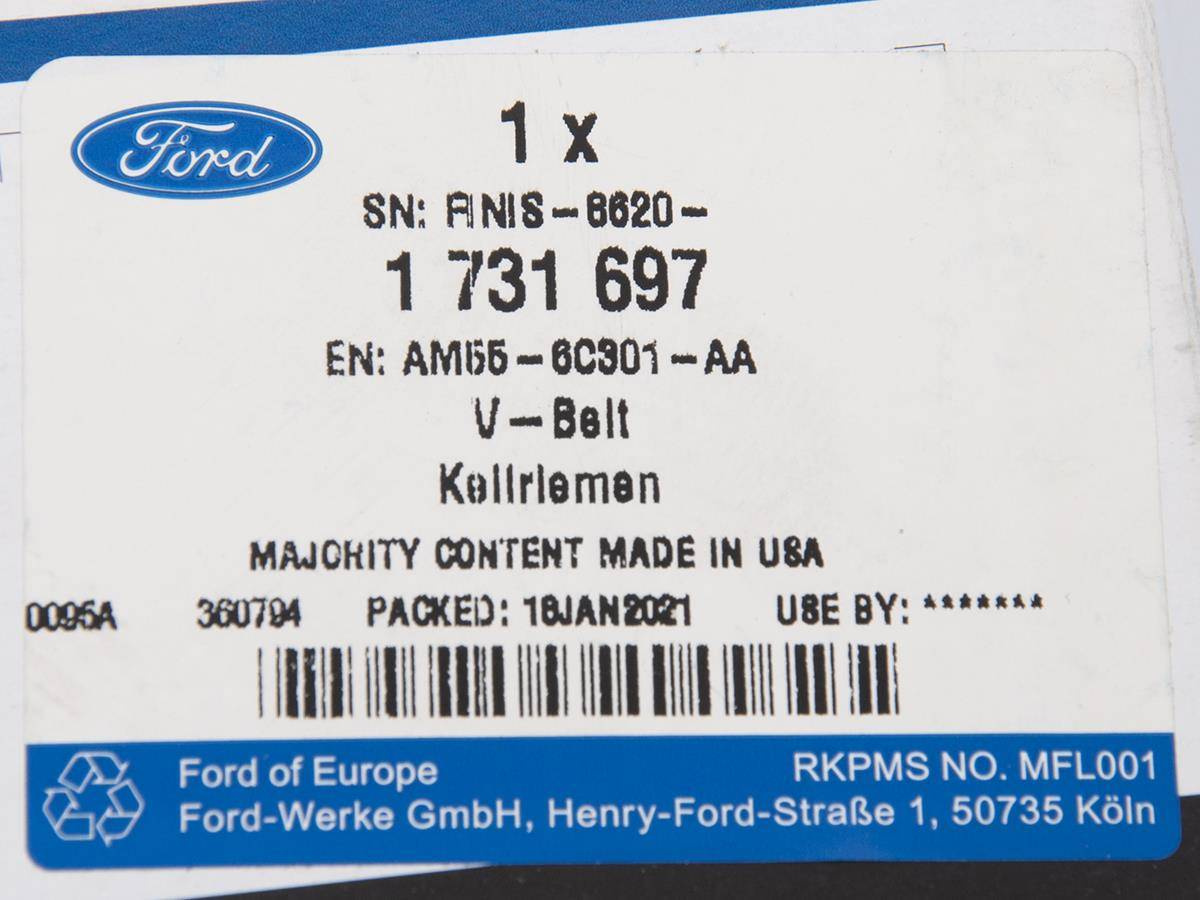 Ford
1 x
SN: FINIS-6620-
1 731 697
EN: AM55-6C301-AA
V-Belt
Keilriemen
MAJORITY CONTENT MADE IN USA
0095A 360794 PACKED: 18JAN2021 USE BY: *******
Ford of Europe RKPMS NO. MFL001
Ford-Werke GmbH, Henry-Ford-Straße 1, 50735 Köln